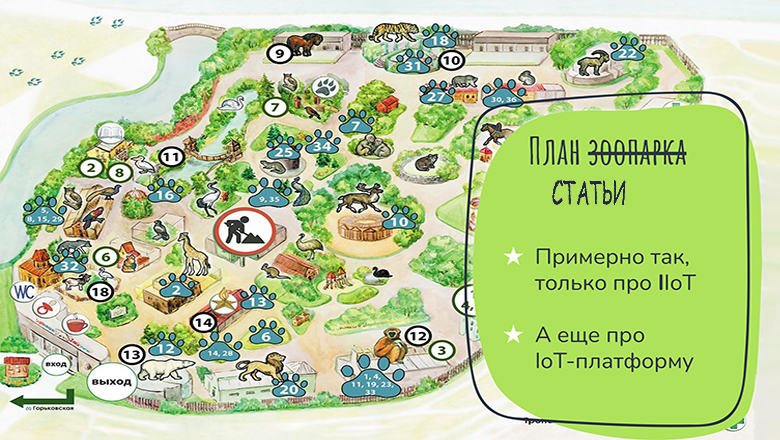 9
18
31
10
22
27
30, 36
7
7
34
25
11
2
8
16
9, 35
5,
8, 15, 29
10
6
32
18
WC
2
13
14
6
12
14, 28
13
12
3
20
1, 4,
11, 19, 23,
33
вход
выход
Горьковская
План зоопарка
статьи
Примерно так,
только про IIoT
А еще про
IoT-платформу